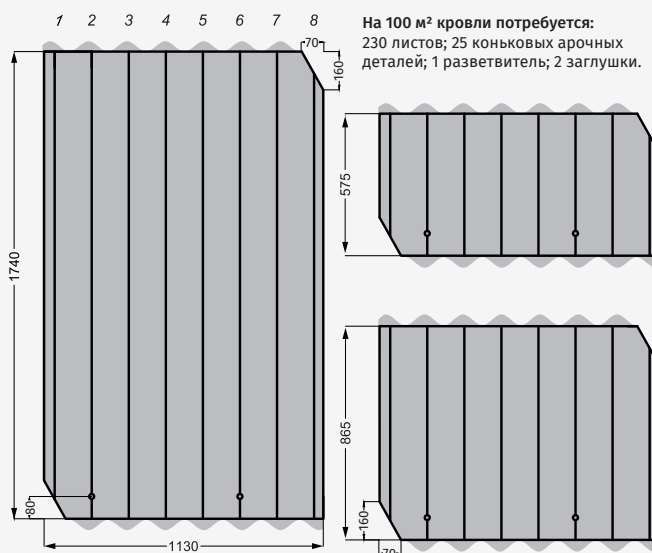 1 2 3 4 5 6 7 8
На 100 м² кровли потребуется:
230 листов; 25 коньковых арочных
деталей; 1 разветвитель; 2 заглушки.
70
160
1740
80
1130
575
865
160
70